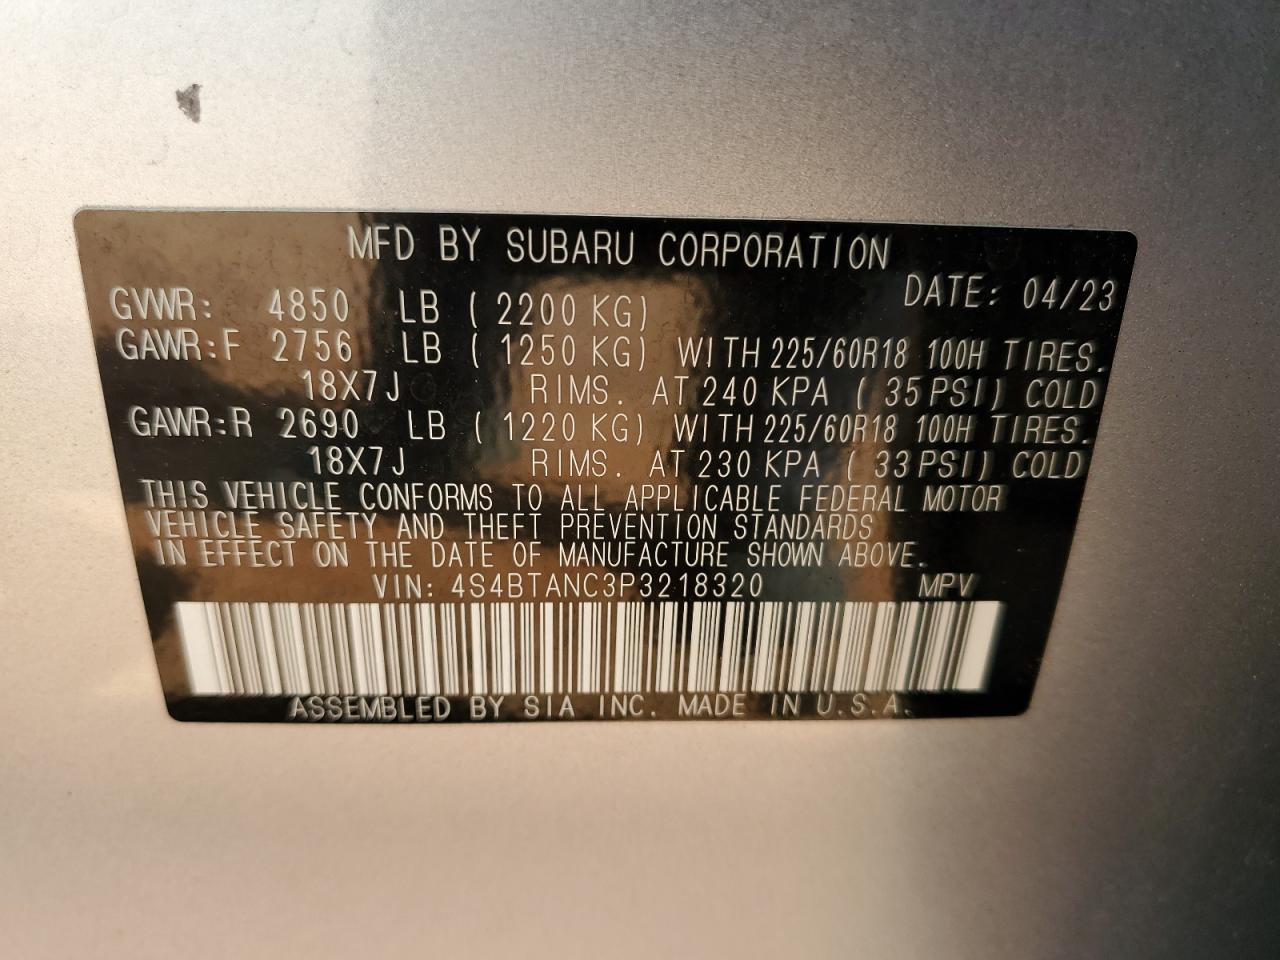 MFD BY SUBARU CORPORATION
DATE: 04/23
GVWR: 4850 LB ( 2200 KG)
GAWR:F 2756 LB ( 1250 KG) WITH 225/60R18 100H TIRES.
18X7J RIMS. AT 240 KPA ( 35 PSI) COLD
GAWR:R 2690 LB ( 1220 KG) WITH 225/60R18 100H TIRES.
18X7J RIMS. AT 230 KPA ( 33 PSI) COLD
THIS VEHICLE CONFORMS TO ALL APPLICABLE FEDERAL MOTOR
VEHICLE SAFETY AND THEFT PREVENTION STANDARDS
IN EFFECT ON THE DATE OF MANUFACTURE SHOWN ABOVE.
VIN: 4S4BTANC3P3218320 MPV
ASSEMBLED BY SIA INC. MADE IN U.S.A.